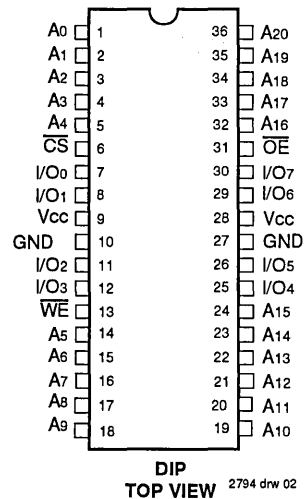 A0 1 36 A20
A1 2 35 A19
A2 3 34 A18
A3 4 33 A17
A4 5 32 A16
C̅S̅ 6 31 O̅E̅
I/O0 7 30 I/O7
I/O1 8 29 I/O6
Vcc 9 28 Vcc
GND 10 27 GND
I/O2 11 26 I/O5
I/O3 12 25 I/O4
W̅E̅ 13 24 A15
A5 14 23 A14
A6 15 22 A13
A7 16 21 A12
A8 17 20 A11
A9 18 19 A10
DIP
TOP VIEW 2794 drw 02